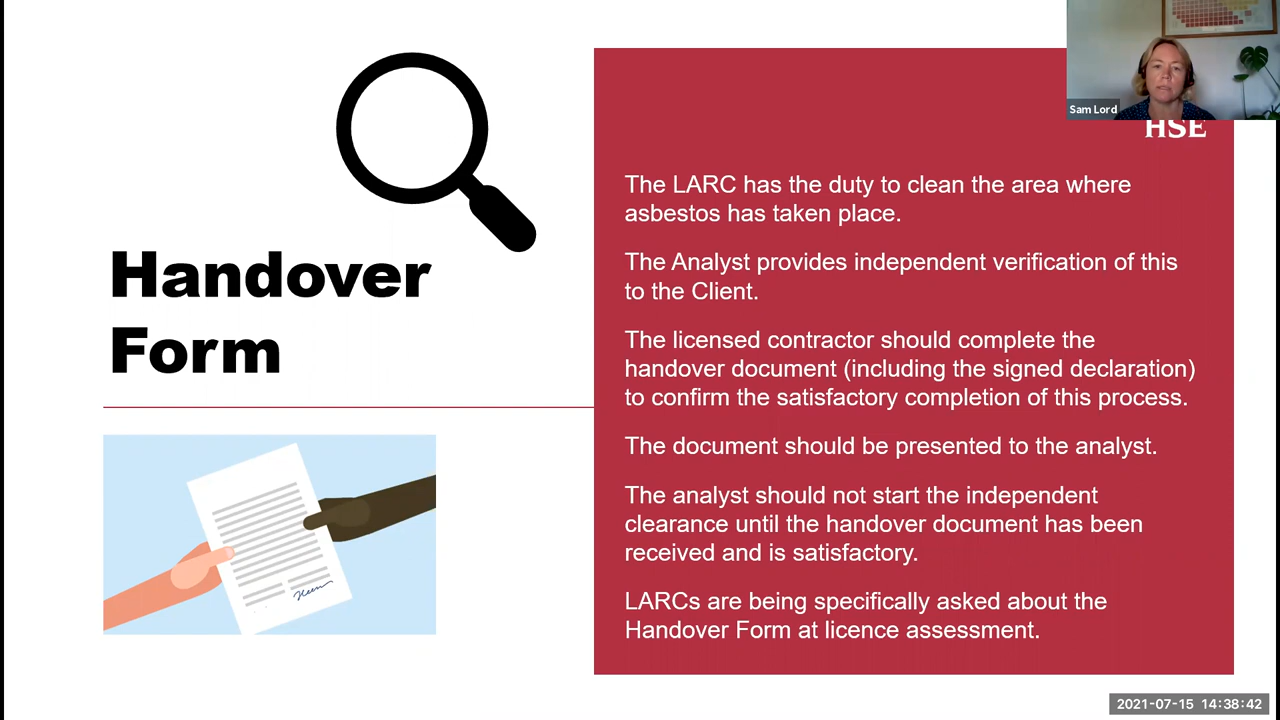 Sam Lord
HSE
Handover
Form
The LARC has the duty to clean the area where
asbestos has taken place.
The Analyst provides independent verification of this
to the Client.
The licensed contractor should complete the
handover document (including the signed declaration)
to confirm the satisfactory completion of this process.
The document should be presented to the analyst.
The analyst should not start the independent
clearance until the handover document has been
received and is satisfactory.
LARCs are being specifically asked about the
Handover Form at licence assessment.
2021-07-15 14:38:42